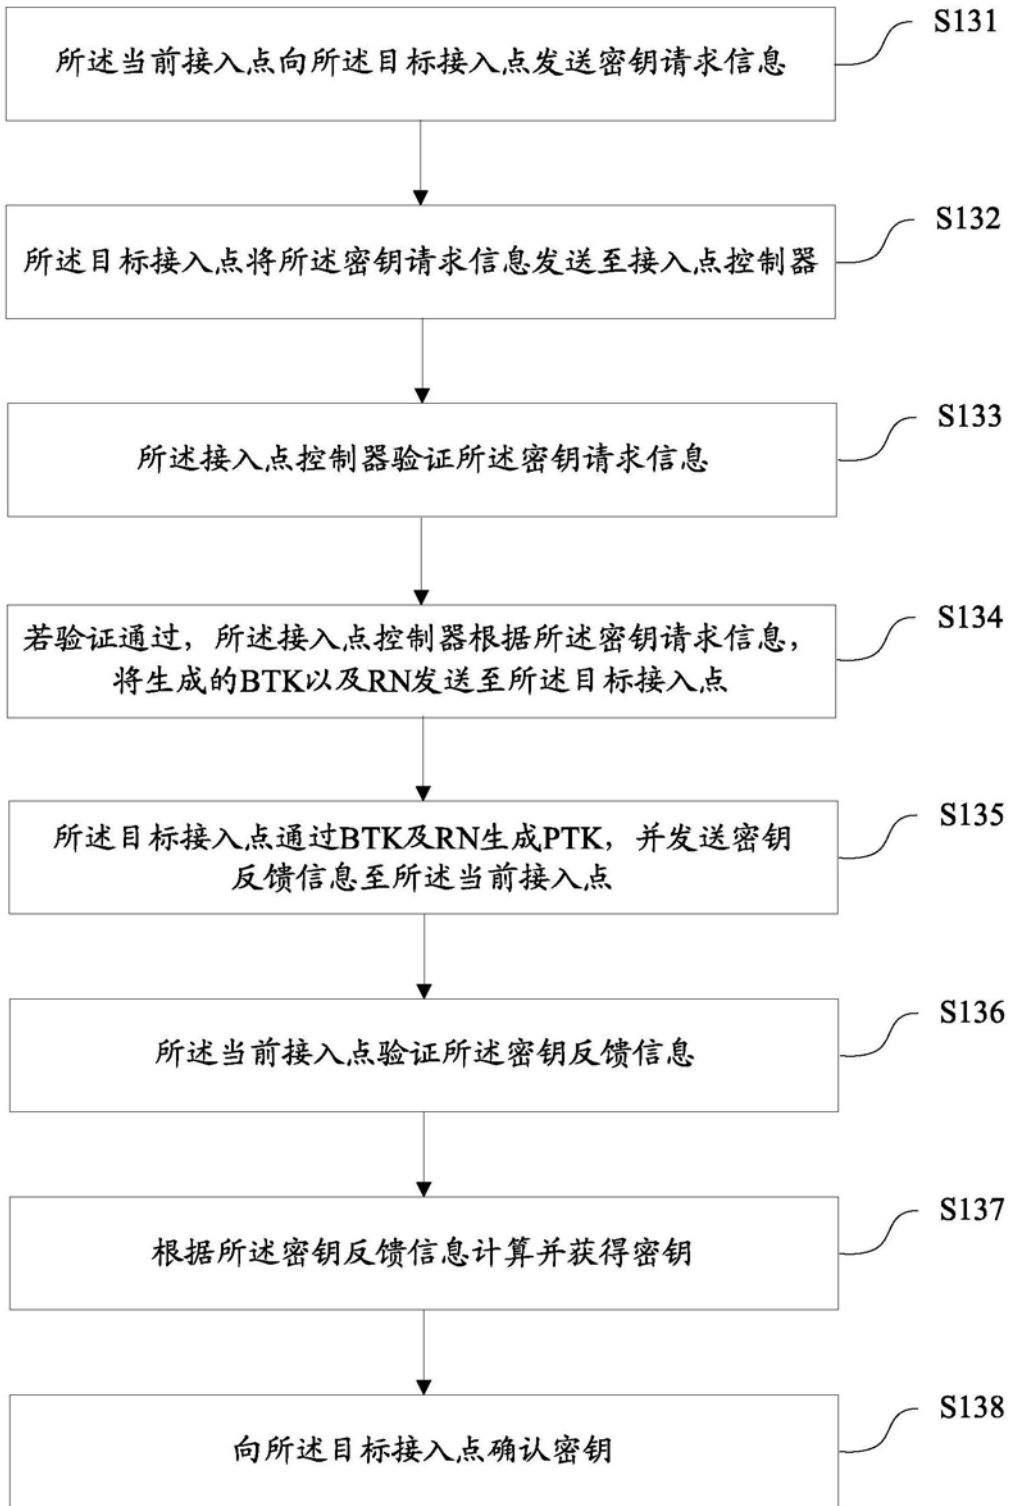 S131
所述当前接入点向所述目标接入点发送密钥请求信息
S132
所述目标接入点将所述密钥请求信息发送至接入点控制器
S133
所述接入点控制器验证所述密钥请求信息
S134
若验证通过，所述接入点控制器根据所述密钥请求信息，
将生成的BTK以及RN发送至所述目标接入点
S135
所述目标接入点通过BTK及RN生成PTK，并发送密钥
反馈信息至所述当前接入点
S136
所述当前接入点验证所述密钥反馈信息
S137
根据所述密钥反馈信息计算并获得密钥
S138
向所述目标接入点确认密钥